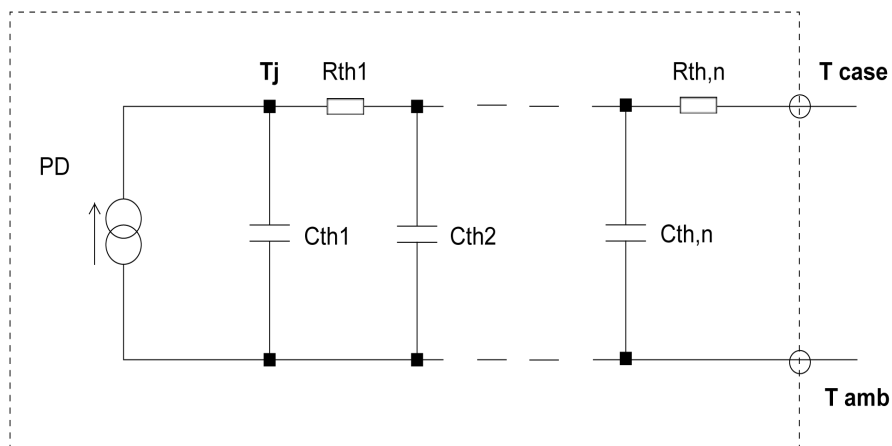 Tj
Rth1
Rth,n
T case
PD
Cth1
Cth2
Cth,n
T amb